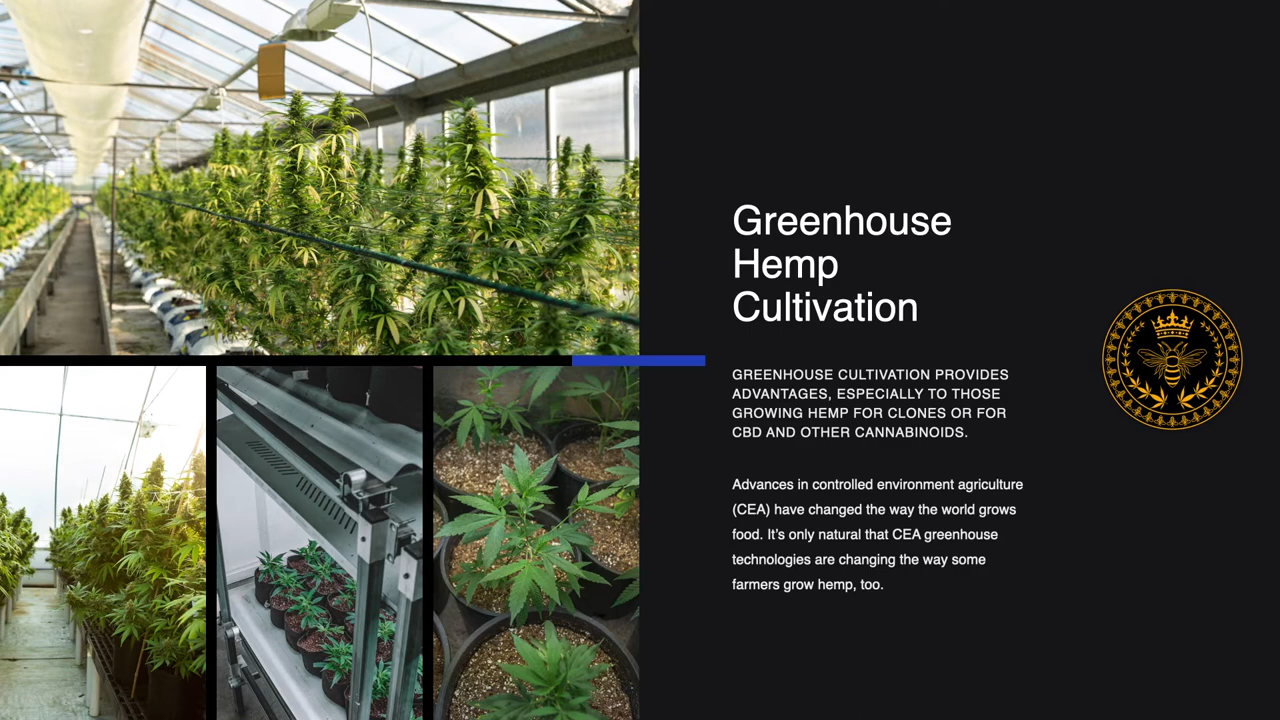 Greenhouse
Hemp
Cultivation
GREENHOUSE CULTIVATION PROVIDES
ADVANTAGES, ESPECIALLY TO THOSE
GROWING HEMP FOR CLONES OR FOR
CBD AND OTHER CANNABINOIDS.
Advances in controlled environment agriculture
(CEA) have changed the way the world grows
food. It’s only natural that CEA greenhouse
technologies are changing the way some
farmers grow hemp, too.